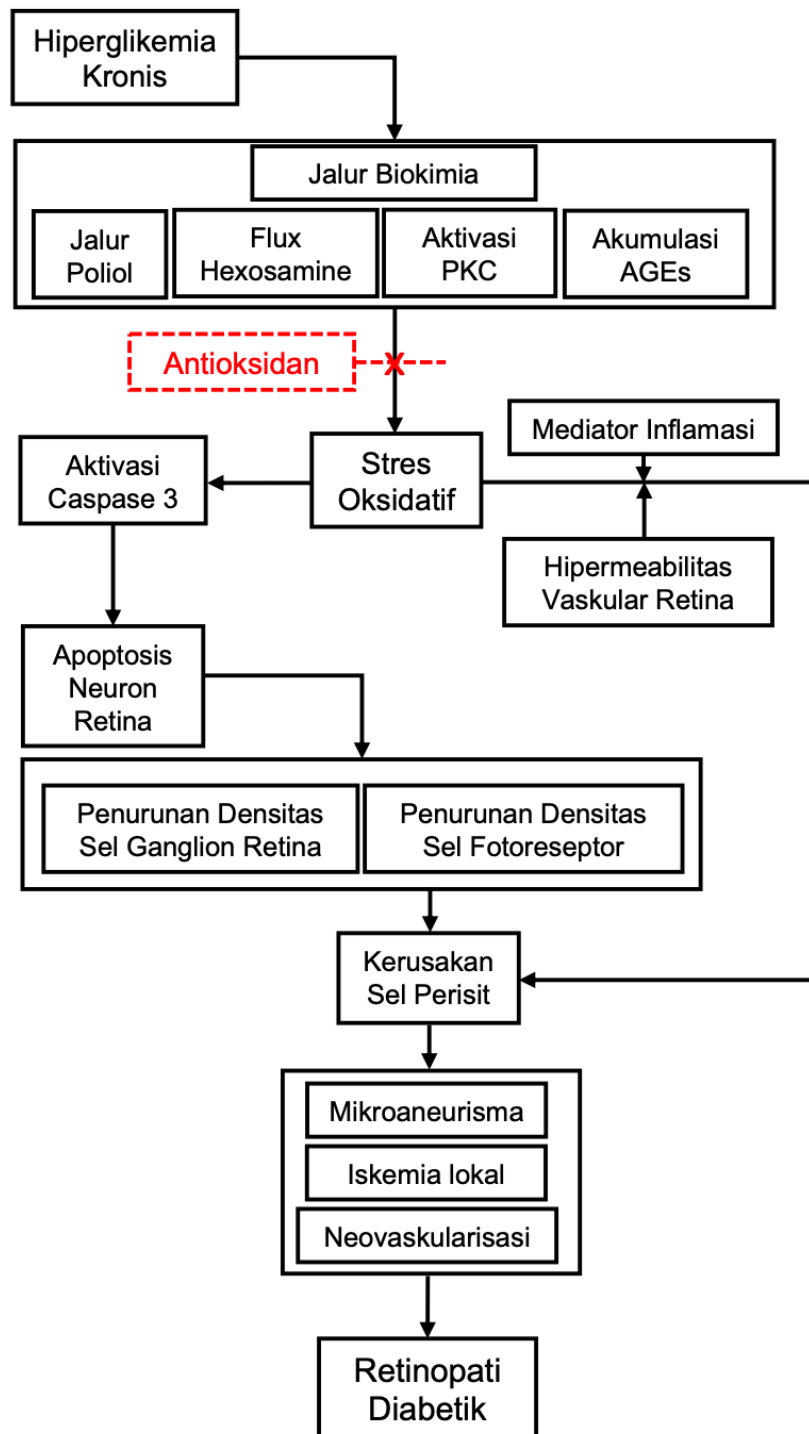 Hiperglikemia
Kronis
Jalur Biokimia
Jalur
Poliol
Flux
Hexosamine
Aktivasi
PKC
Akumulasi
AGEs
Antioksidan
X
Mediator Inflamasi
Aktivasi
Caspase 3
Stres
Oksidatif
Hipermeabilitas
Vaskular Retina
Apoptosis
Neuron
Retina
Penurunan Densitas
Sel Ganglion Retina
Penurunan Densitas
Sel Fotoreseptor
Kerusakan
Sel Perisit
Mikroaneurisma
Iskemia lokal
Neovaskularisasi
Retinopati
Diabetik